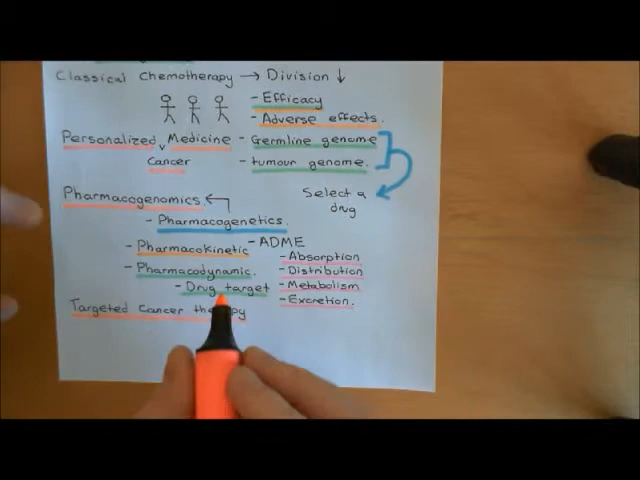 Classical Chemotherapy → Division ↓
- Efficacy
- Adverse effects.
Personalized Medicine - Germline genome
Cancer - tumour genome.
Select a
drug
Pharmacogenomics
- Pharmacogenetics.
- Pharmacokinetic - ADME
- Absorption
- Pharmacodynamic. - Distribution
- Drug target - Metabolism
- Excretion.
Targeted Cancer therapy